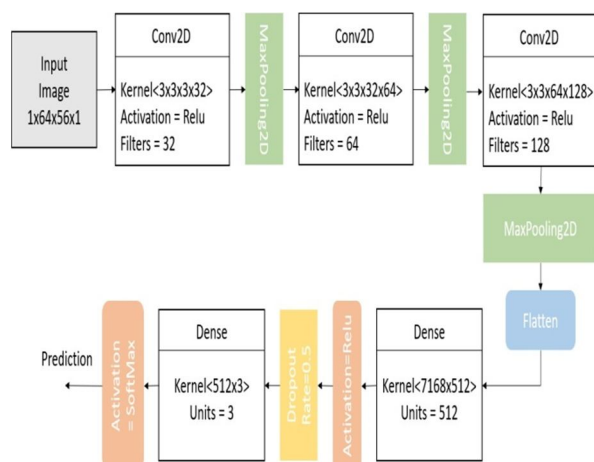 Input
Image
1x64x56x1
Conv2D
Kernel<3x3x3x32>
Activation = Relu
Filters = 32
MaxPooling2D
Conv2D
Kernel<3x3x32x64>
Activation = Relu
Filters = 64
MaxPooling2D
Conv2D
Kernel<3x3x64x128>
Activation = Relu
Filters = 128
MaxPooling2D
Flatten
Dense
Kernel<7168x512>
Units = 512
Activation=Relu
Dropout
Rate=0.5
Dense
Kernel<512x3>
Units = 3
Activation
= SoftMax
Prediction